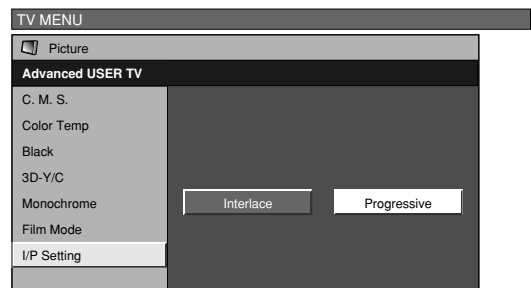 TV MENU
Picture
Advanced USER TV
C. M. S.
Color Temp
Black
3D-Y/C
Monochrome
Interlace Progressive
Film Mode
I/P Setting